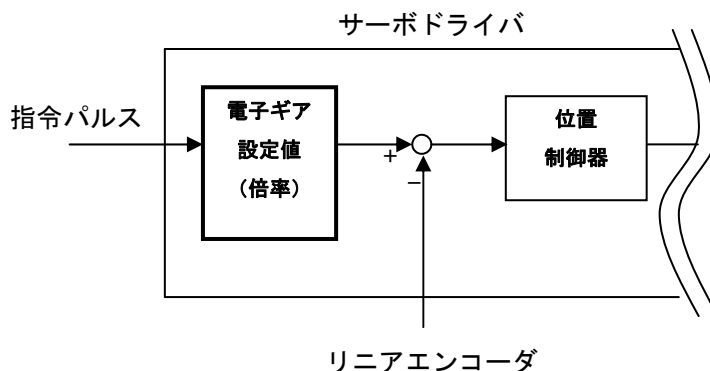 サーボドライバ
指令パルス
電子ギア
設定値
（倍率）
位置
制御器
+
−
リニアエンコーダ